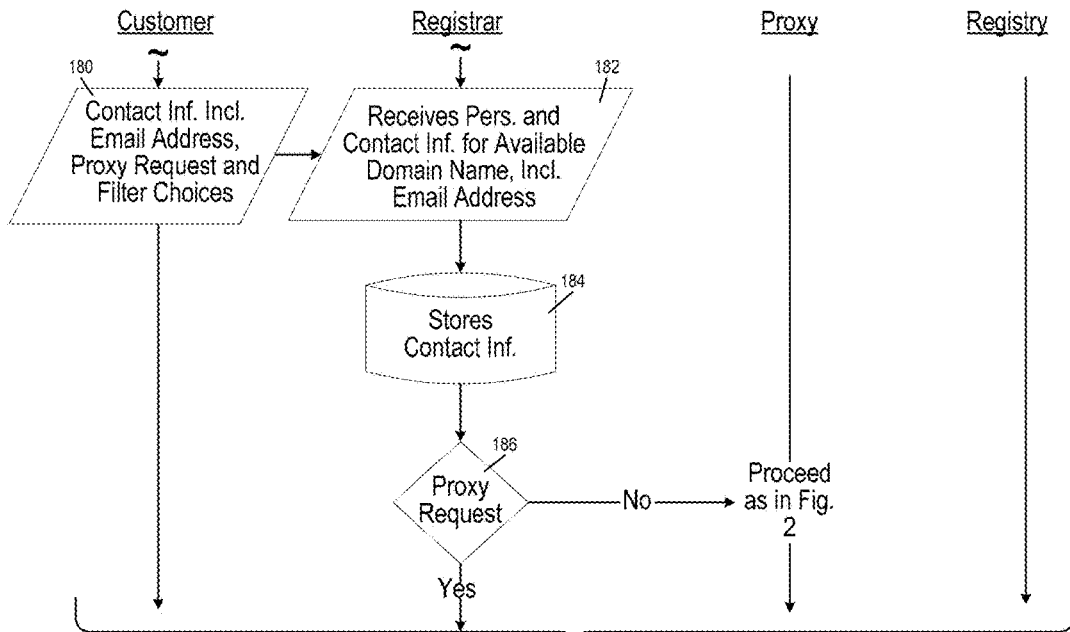 Customer
Registrar
Proxy
Registry
~
~
180
Contact Inf. Incl.
Email Address,
Proxy Request and
Filter Choices
182
Receives Pers. and
Contact Inf. for Available
Domain Name, Incl.
Email Address
184
Stores
Contact Inf.
186
Proxy
Request
No
Proceed
as in Fig.
2
Yes